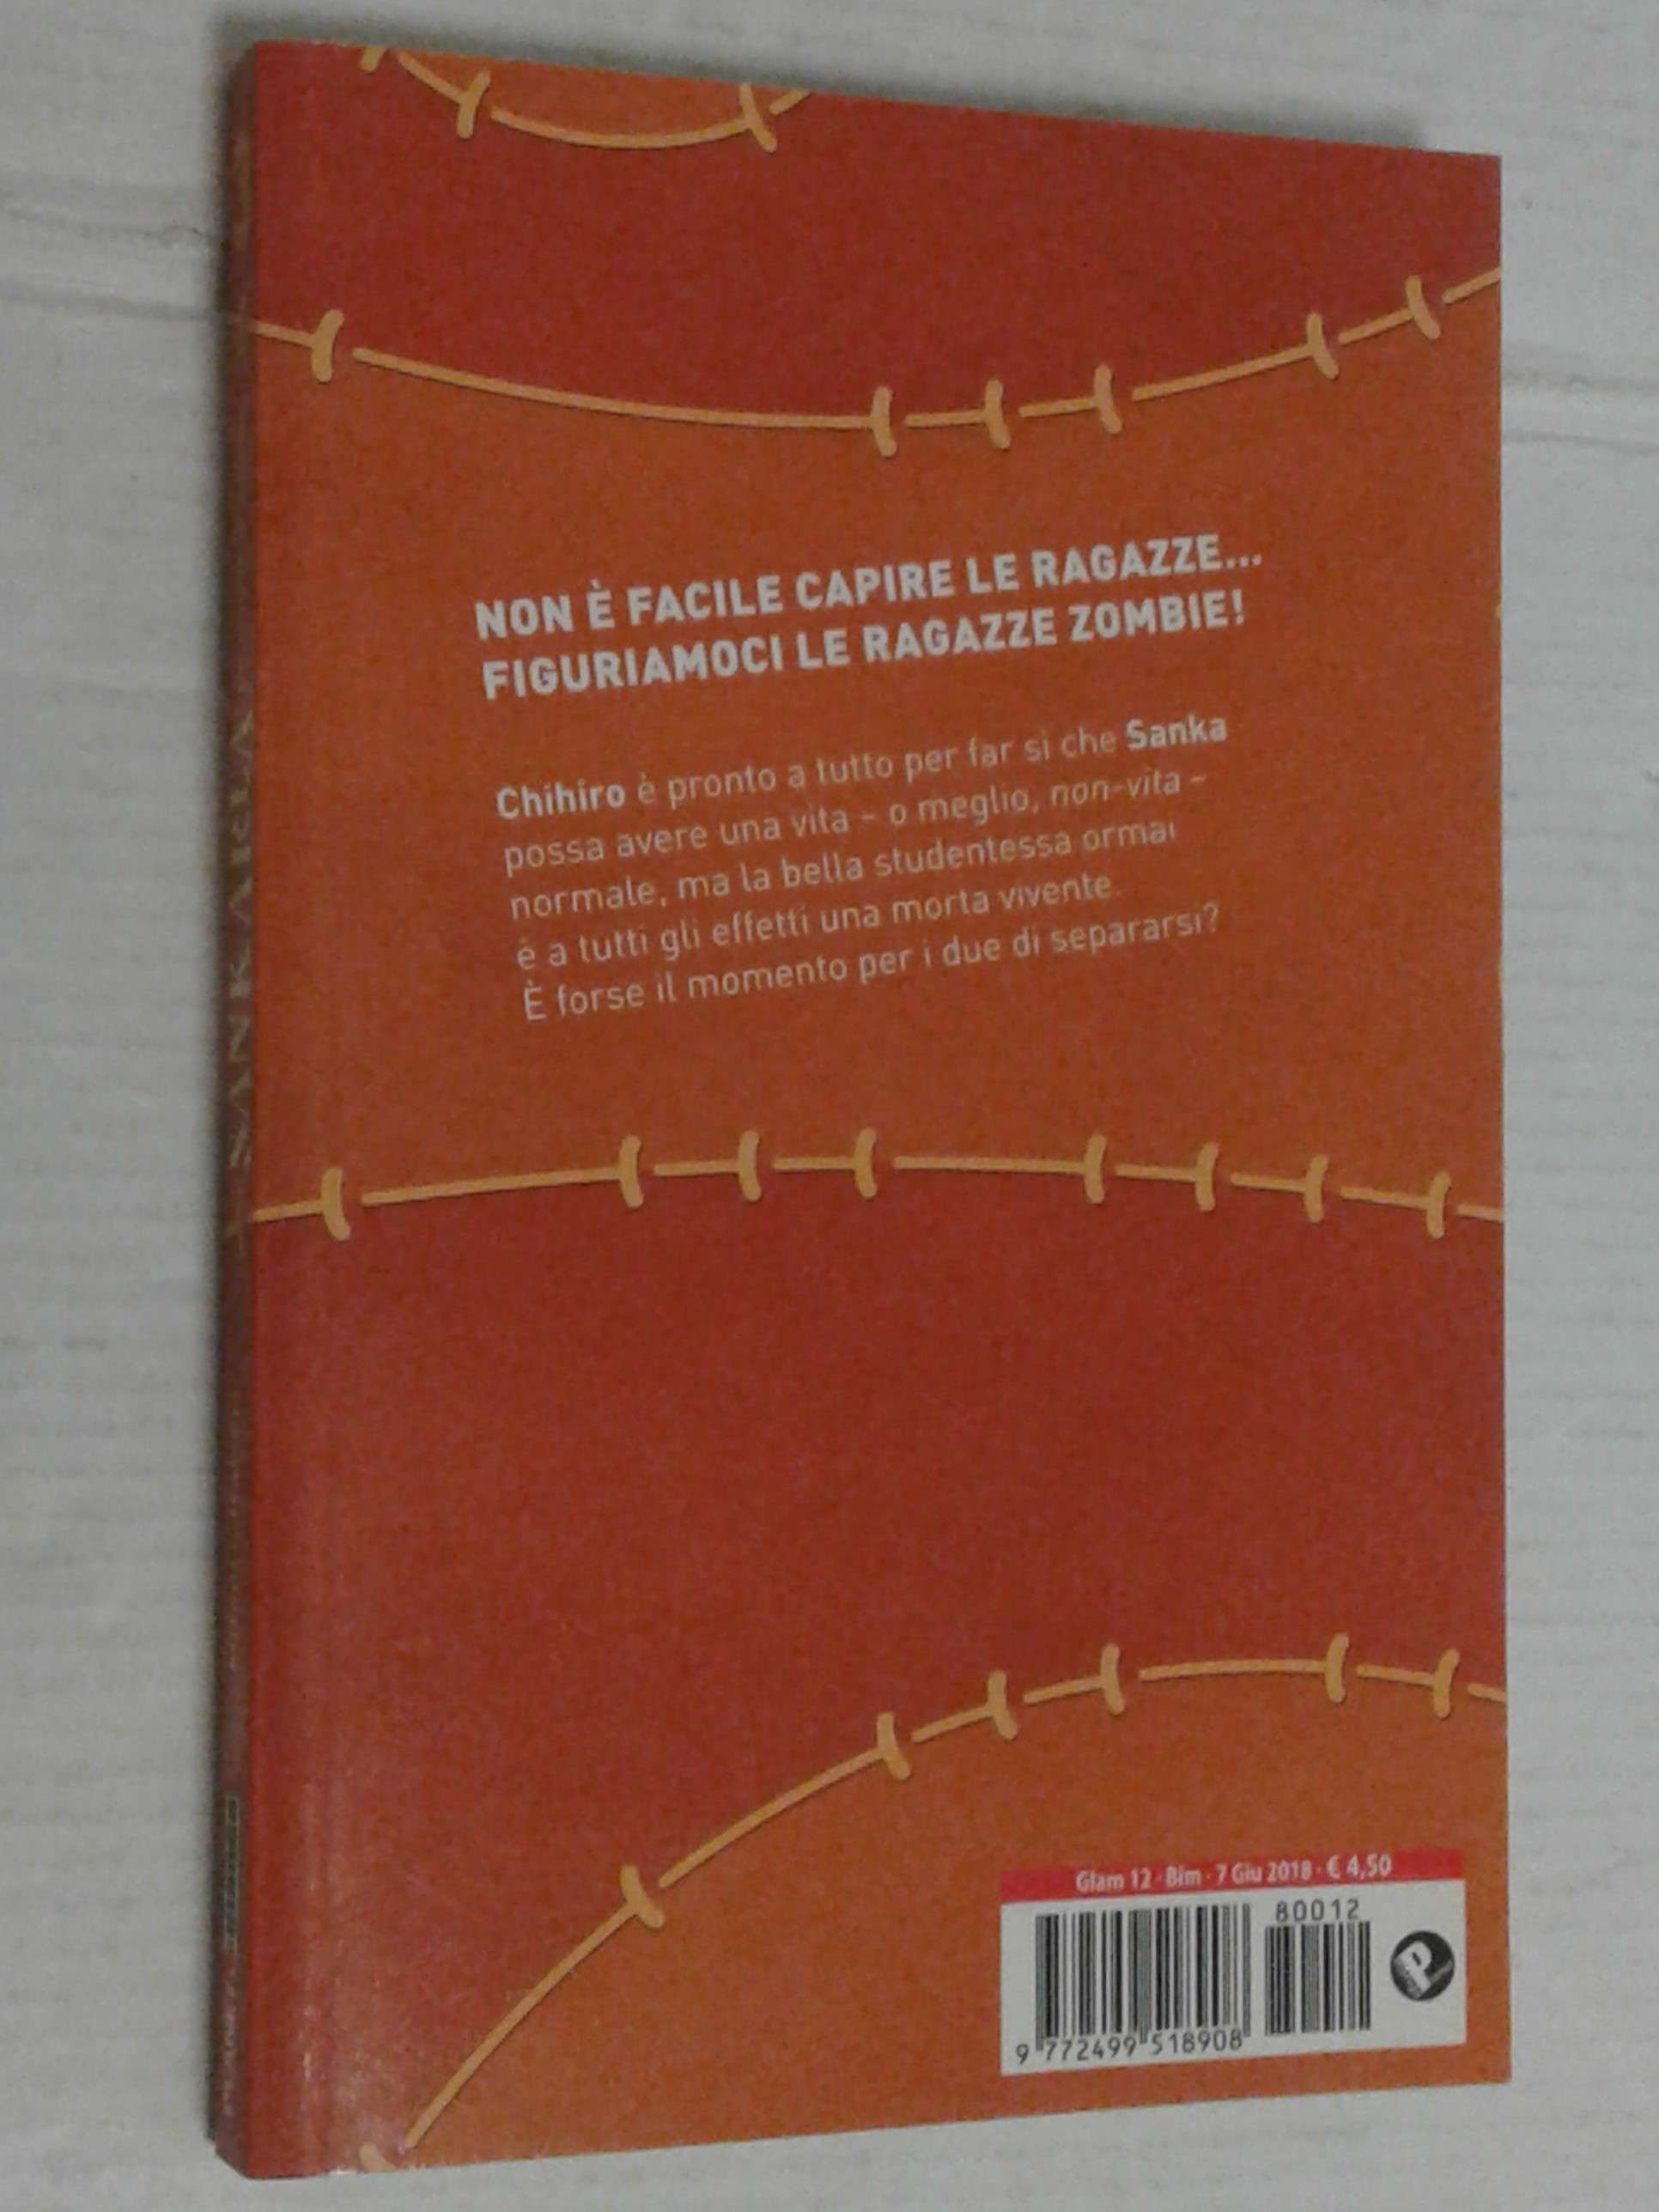 NON È FACILE CAPIRE LE RAGAZZE...
FIGURIAMOCI LE RAGAZZE ZOMBIE!
Chihiro è pronto a tutto per far sì che Sanka
possa avere una vita – o meglio, non-vita –
normale, ma la bella studentessa ormai
è a tutti gli effetti una morta vivente.
È forse il momento per i due di separarsi?
SANKAREA
Glam 12 · Bim · 7 Giu 2018 · € 4,50
80012
9 772499 518908